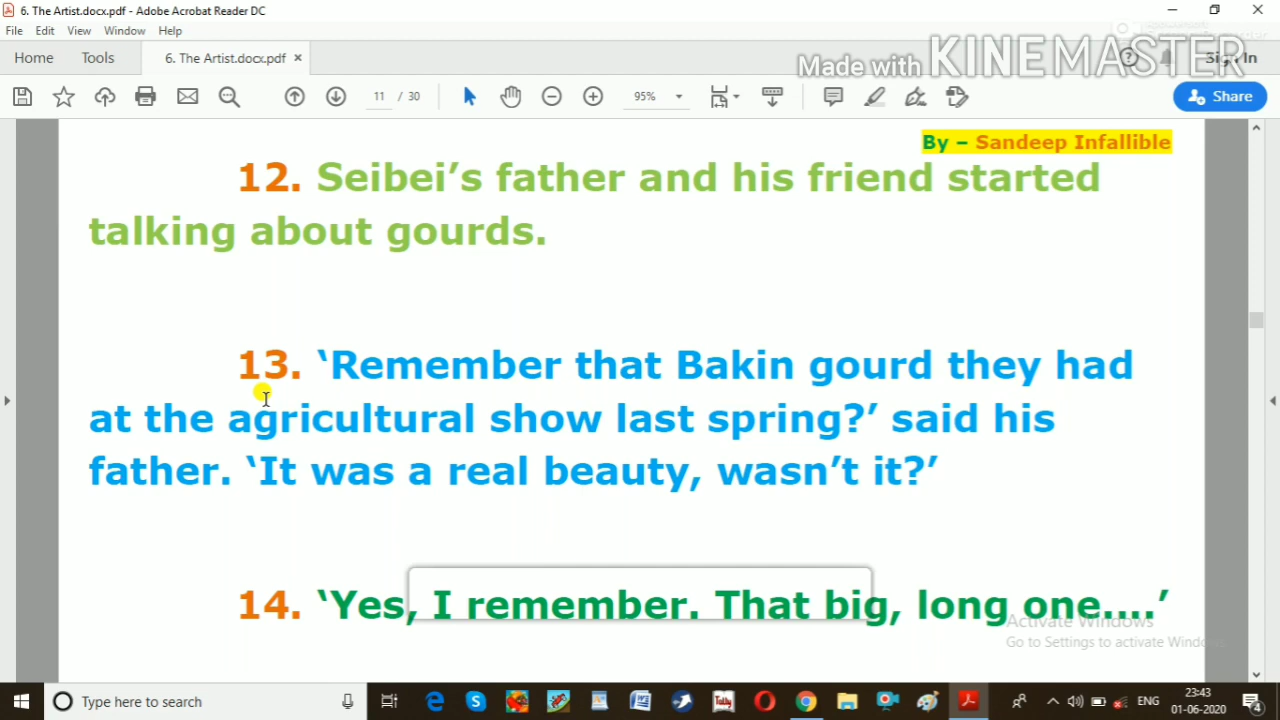 6. The Artist.docx.pdf - Adobe Acrobat Reader DC
File Edit View Window Help
Home Tools 6. The Artist.docx.pdf × Sign In
Made with KINEMASTER
11 / 30 95% Share
By – Sandeep Infallible
12. Seibei’s father and his friend started
talking about gourds.
13. ‘Remember that Bakin gourd they had
at the agricultural show last spring?’ said his
father. ‘It was a real beauty, wasn’t it?’
14. ‘Yes, I remember. That big, long one....’
Activate Windows
Go to Settings to activate Windows
Type here to search
ENG
23:43
01-06-2020
4